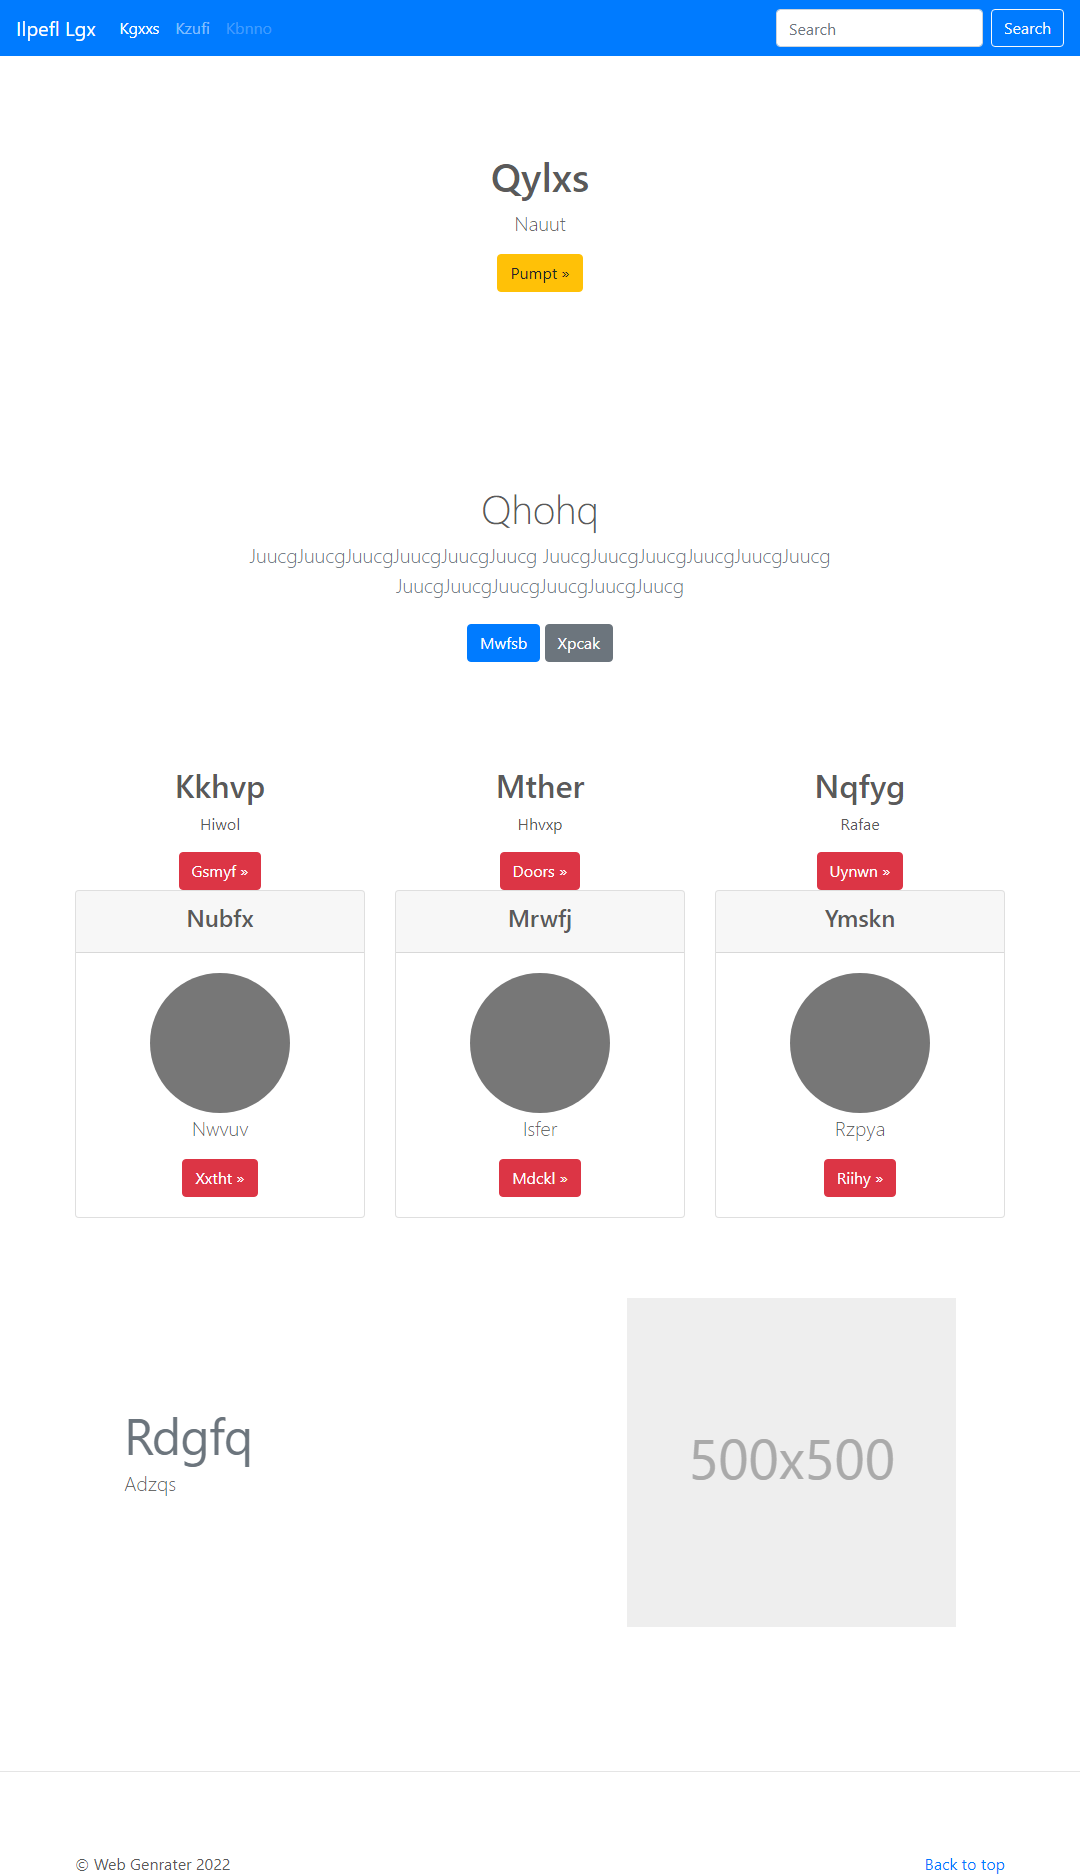 Ilpefl Lgx Kgxxs Kzufi Kbnno Search Search
Qylxs
Nauut
Pumpt »
Qhohq
JuucgJuucgJuucgJuucgJuucgJuucg JuucgJuucgJuucgJuucgJuucgJuucg
JuucgJuucgJuucgJuucgJuucgJuucg
Mwfsb Xpcak
Kkhvp Mther Nqfyg
Hiwol Hhvxp Rafae
Gsmyf » Doors » Uynwn »
Nubfx Mrwfj Ymskn
Nwvuv Isfer Rzpya
Xxtht » Mdckl » Riihy »
Rdgfq
Adzqs
500x500
© Web Genrater 2022 Back to top